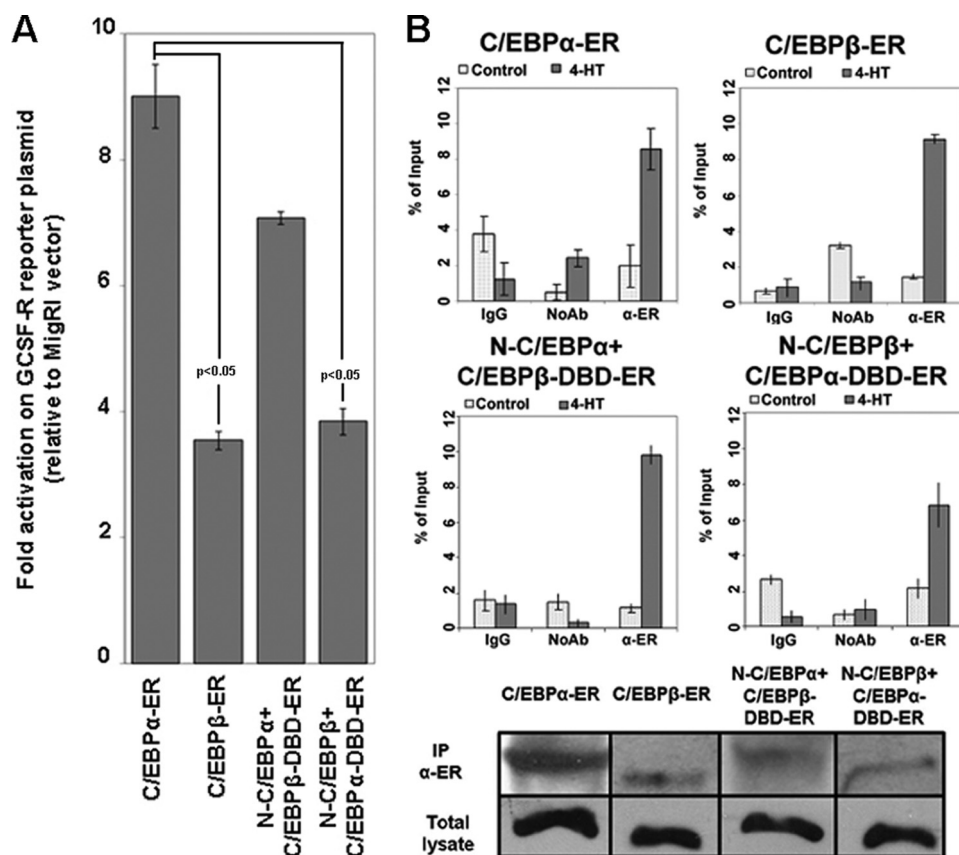 A
Fold activation on GCSF-R reporter plasmid
(relative to MigRI vector)
10
8
6
4
2
0
p<0.05
p<0.05
C/EBPα-ER
C/EBPβ-ER
N-C/EBPα+
C/EBPβ-DBD-ER
N-C/EBPβ+
C/EBPα-DBD-ER
B
C/EBPα-ER
Control 4-HT
% of Input
12
10
8
6
4
2
0
IgG NoAb α-ER
C/EBPβ-ER
Control 4-HT
% of Input
12
10
8
6
4
2
0
IgG NoAb α-ER
N-C/EBPα+
C/EBPβ-DBD-ER
Control 4-HT
% of Input
12
10
8
6
4
2
0
IgG NoAb α-ER
N-C/EBPβ+
C/EBPα-DBD-ER
Control 4-HT
% of Input
12
10
8
6
4
2
0
IgG NoAb α-ER
C/EBPα-ER
C/EBPβ-ER
N-C/EBPα+
C/EBPβ-
DBD-ER
N-C/EBPβ+
C/EBPα-
DBD-ER
IP
α-ER
Total
lysate